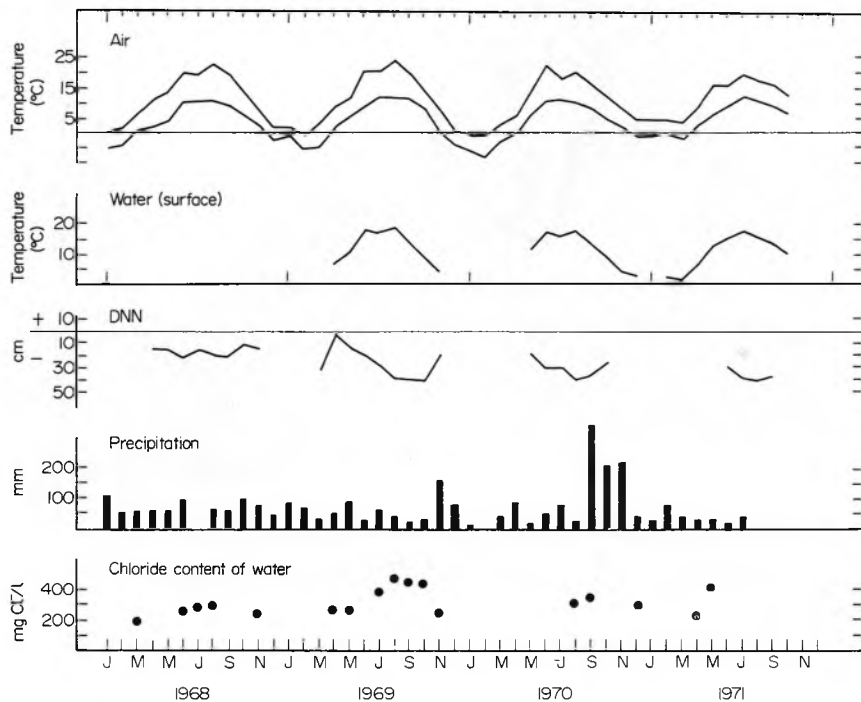 Air
Temperature (°C)
25
15
5
Water (surface)
Temperature (°C)
20
10
DNN
cm
+ 10
− 10
30
50
Precipitation
mm
200
100
Chloride content of water
mg Cl⁻/l
400
200
J M M J S N J M M J S N J M M J S N J M M J S N
1968 1969 1970 1971